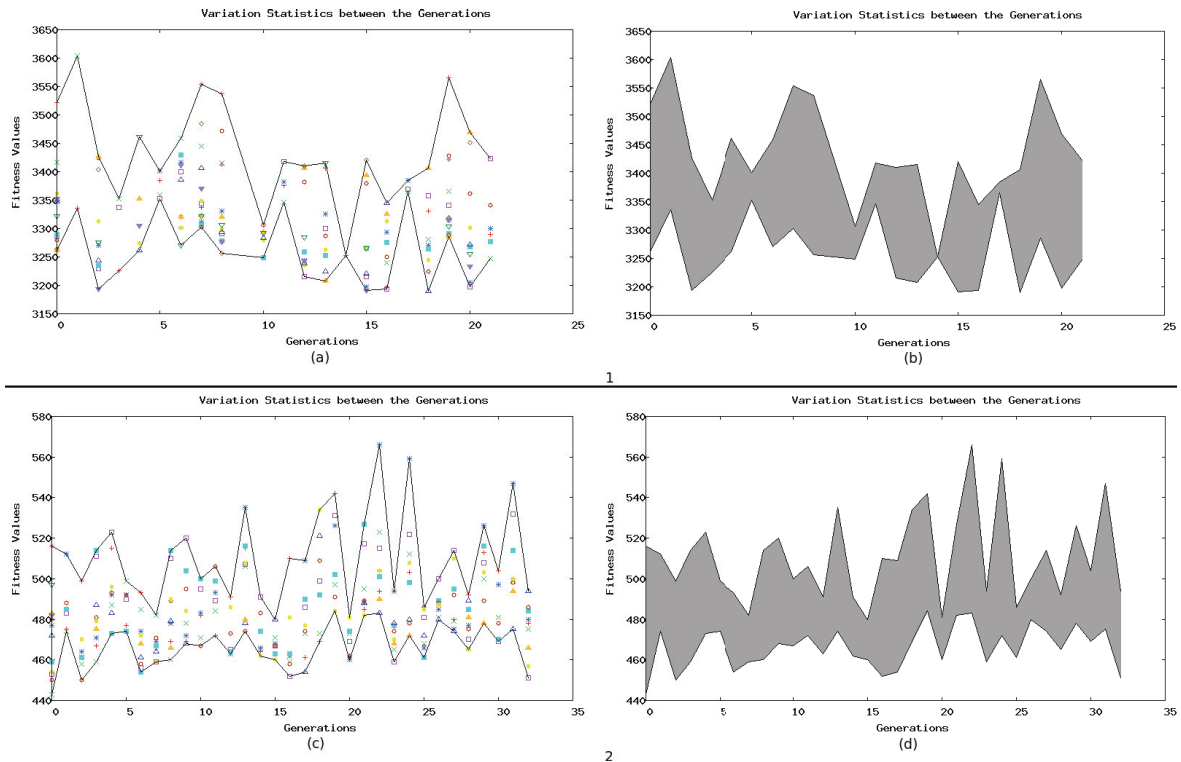 Variation Statistics between the Generations
Variation Statistics between the Generations
3650
3600
3550
3500
3450
3400
3350
3300
3250
3200
3150
Fitness Values
0 5 10 15 20 25
Generations
(a)
3650
3600
3550
3500
3450
3400
3350
3300
3250
3200
3150
Fitness Values
0 5 10 15 20 25
Generations
(b)
1
Variation Statistics between the Generations
Variation Statistics between the Generations
580
560
540
520
500
480
460
440
Fitness Values
0 5 10 15 20 25 30 35
Generations
(c)
580
560
540
520
500
480
460
440
Fitness Values
0 5 10 15 20 25 30 35
Generations
(d)
2